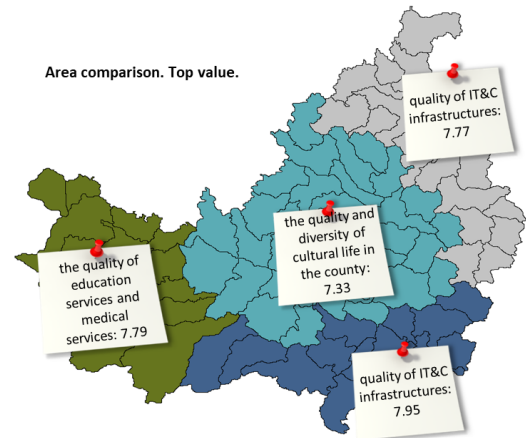 Area comparison. Top value.
quality of IT&C
infrastructures:
7.77
the quality and
diversity of
cultural life in
the county:
7.33
the quality of
education
services and
medical
services: 7.79
quality of IT&C
infrastructures:
7.95